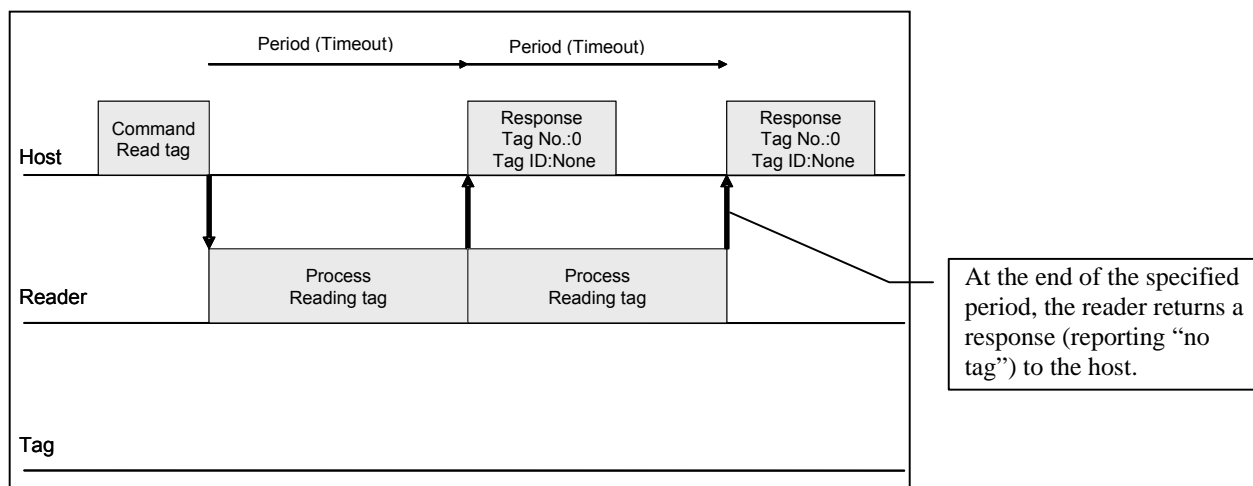 Period (Timeout)
Period (Timeout)
Command
Read tag
Response
Tag No.:0
Tag ID:None
Response
Tag No.:0
Tag ID:None
Host
Process
Reading tag
Process
Reading tag
Reader
At the end of the specified
period, the reader returns a
response (reporting “no
tag”) to the host.
Tag